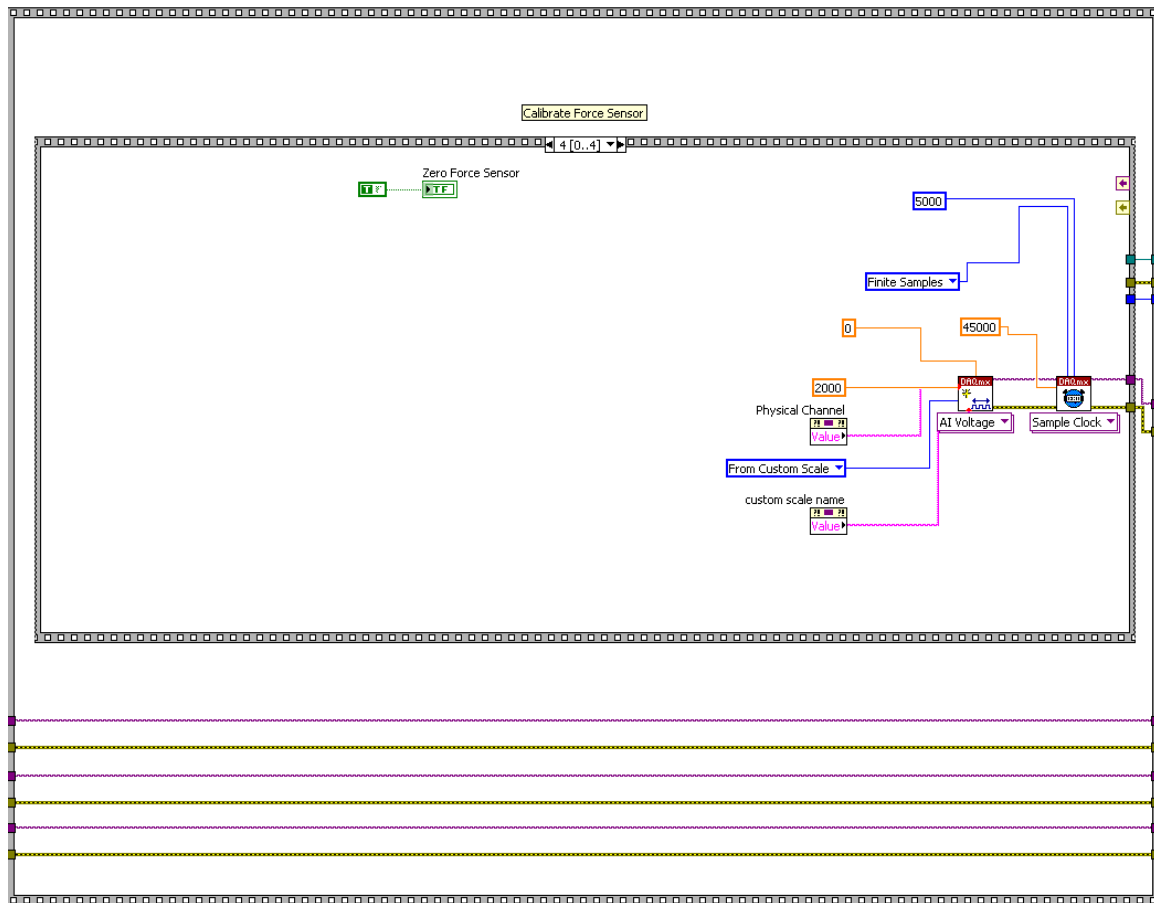 Calibrate Force Sensor
4 [0..4]
Zero Force Sensor
T F
TF
5000
Finite Samples
0
45000
2000
DAQmx
DAQmx
Physical Channel
AI Voltage
Sample Clock
Value
From Custom Scale
custom scale name
Value